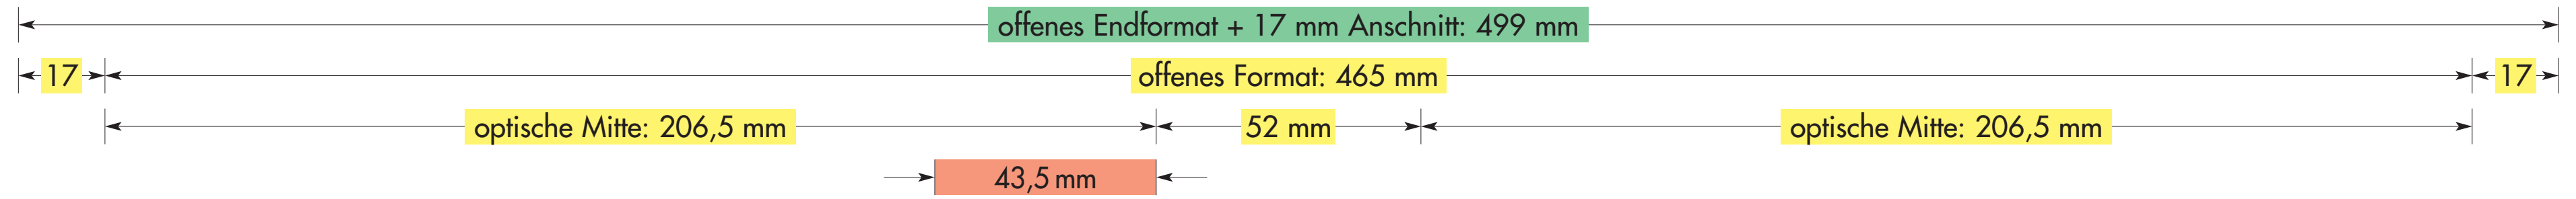 offenes Endformat + 17 mm Anschnitt: 499 mm
17 offenes Format: 465 mm 17
optische Mitte: 206,5 mm 52 mm optische Mitte: 206,5 mm
43,5 mm